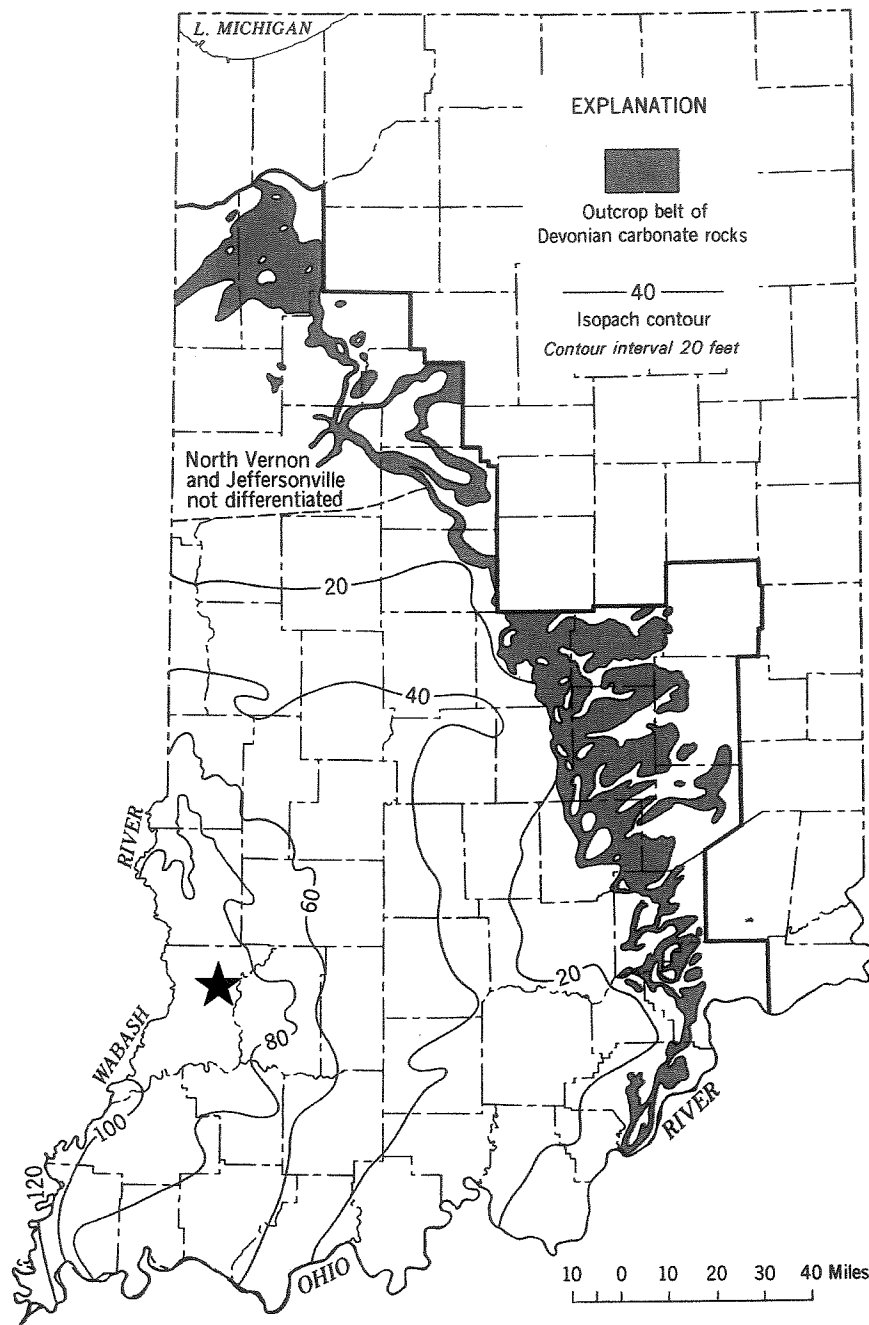 L. MICHIGAN
EXPLANATION
Outcrop belt of
Devonian carbonate rocks
40
Isopach contour
Contour interval 20 feet
North Vernon
and Jeffersonville
not differentiated
20
40
RIVER
60
20
WABASH
80
100
RIVER
120
OHIO
10 0 10 20 30 40 Miles